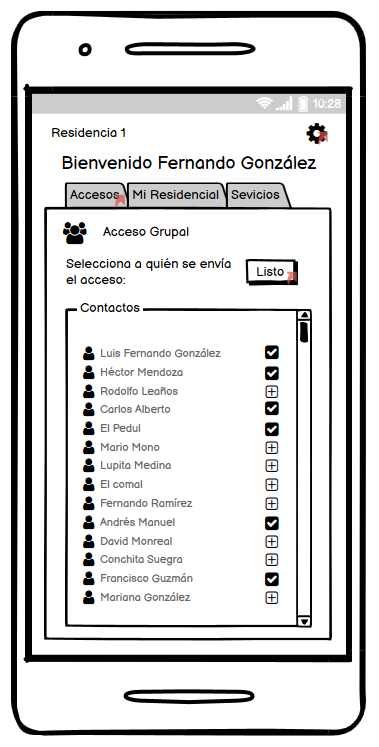 10:28
Residencia 1
Bienvenido Fernando González
Accesos Mi Residencial Sevicios
Acceso Grupal
Selecciona a quién se envía
el acceso:
Listo
Contactos
Luis Fernando González
Héctor Mendoza
Rodolfo Leaños
Carlos Alberto
El Pedul
Mario Mono
Lupita Medina
El comal
Fernando Ramírez
Andrés Manuel
David Monreal
Conchita Suegra
Francisco Guzmán
Mariana González